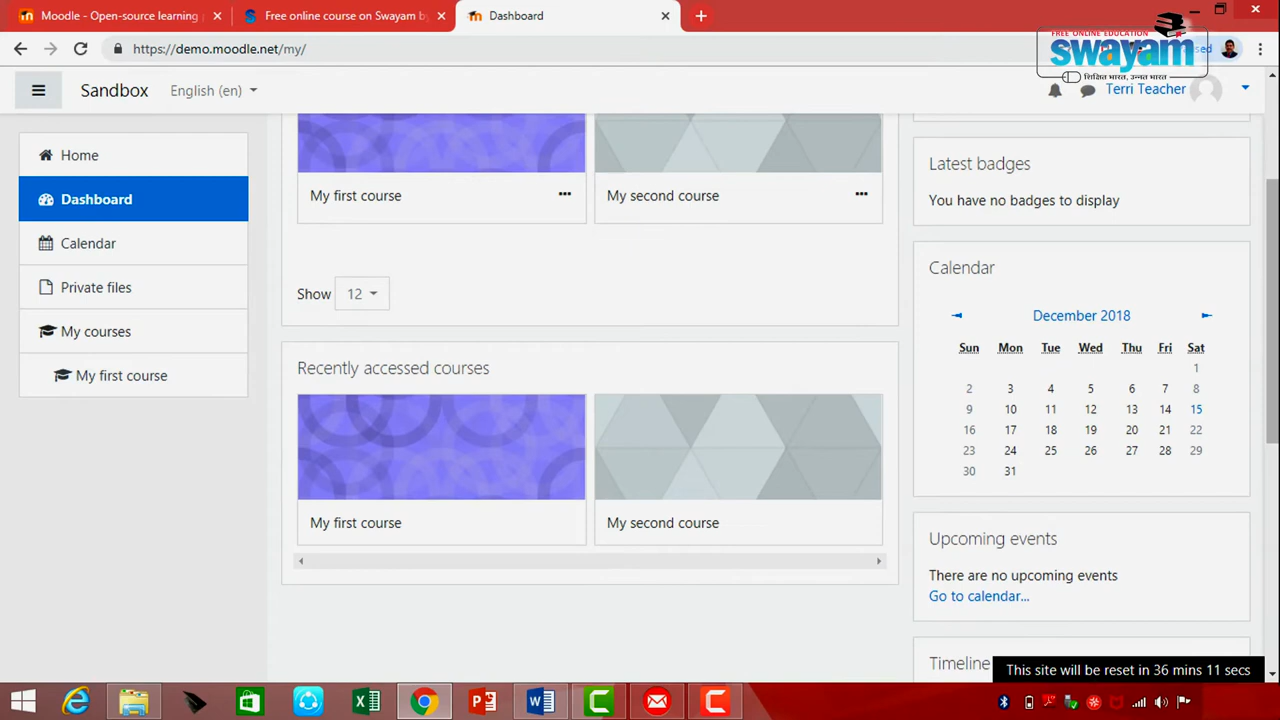 Moodle - Open-source learning
Free online course on Swayam by
Dashboard
https://demo.moodle.net/my/
FREE ONLINE EDUCATION
swayam
शिक्षित भारत, उन्नत भारत
Sandbox
English (en)
Terri Teacher
Home
Dashboard
Calendar
Private files
My courses
My first course
My first course
My second course
Show 12
Recently accessed courses
My first course
My second course
Latest badges
You have no badges to display
Calendar
December 2018
Sun Mon Tue Wed Thu Fri Sat
1
2 3 4 5 6 7 8
9 10 11 12 13 14 15
16 17 18 19 20 21 22
23 24 25 26 27 28 29
30 31
Upcoming events
There are no upcoming events
Go to calendar...
Timeline
This site will be reset in 36 mins 11 secs